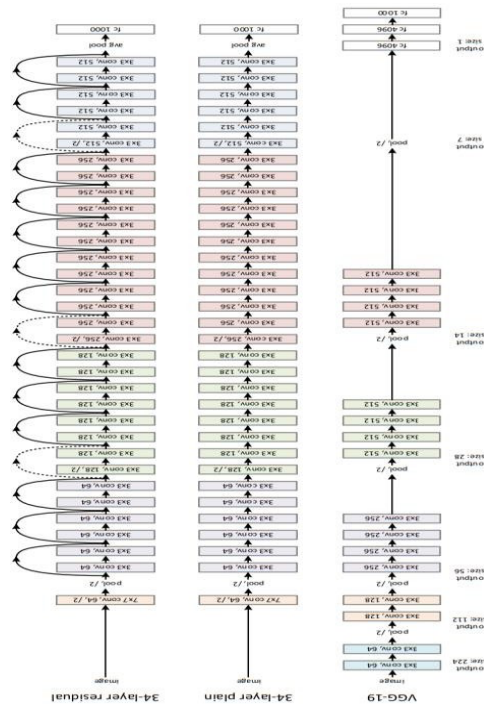 VGG-19
image
output
size: 224
3x3 conv, 64
3x3 conv, 64
pool, /2
output
size: 112
3x3 conv, 128
3x3 conv, 128
pool, /2
output
size: 56
3x3 conv, 256
3x3 conv, 256
3x3 conv, 256
3x3 conv, 256
pool, /2
output
size: 28
3x3 conv, 512
3x3 conv, 512
3x3 conv, 512
3x3 conv, 512
pool, /2
output
size: 14
3x3 conv, 512
3x3 conv, 512
3x3 conv, 512
3x3 conv, 512
pool, /2
output
size: 7
output
size: 1
fc 4096
fc 4096
fc 1000
34-layer plain
image
7x7 conv, 64, /2
pool, /2
3x3 conv, 64
3x3 conv, 64
3x3 conv, 64
3x3 conv, 64
3x3 conv, 64
3x3 conv, 64
3x3 conv, 128, /2
3x3 conv, 128
3x3 conv, 128
3x3 conv, 128
3x3 conv, 128
3x3 conv, 128
3x3 conv, 128
3x3 conv, 128
3x3 conv, 256, /2
3x3 conv, 256
3x3 conv, 256
3x3 conv, 256
3x3 conv, 256
3x3 conv, 256
3x3 conv, 256
3x3 conv, 256
3x3 conv, 256
3x3 conv, 256
3x3 conv, 256
3x3 conv, 256
3x3 conv, 512, /2
3x3 conv, 512
3x3 conv, 512
3x3 conv, 512
3x3 conv, 512
3x3 conv, 512
avg pool
fc 1000
34-layer residual
image
7x7 conv, 64, /2
pool, /2
3x3 conv, 64
3x3 conv, 64
3x3 conv, 64
3x3 conv, 64
3x3 conv, 64
3x3 conv, 64
3x3 conv, 128, /2
3x3 conv, 128
3x3 conv, 128
3x3 conv, 128
3x3 conv, 128
3x3 conv, 128
3x3 conv, 128
3x3 conv, 128
3x3 conv, 256, /2
3x3 conv, 256
3x3 conv, 256
3x3 conv, 256
3x3 conv, 256
3x3 conv, 256
3x3 conv, 256
3x3 conv, 256
3x3 conv, 256
3x3 conv, 256
3x3 conv, 256
3x3 conv, 256
3x3 conv, 512, /2
3x3 conv, 512
3x3 conv, 512
3x3 conv, 512
3x3 conv, 512
3x3 conv, 512
avg pool
fc 1000